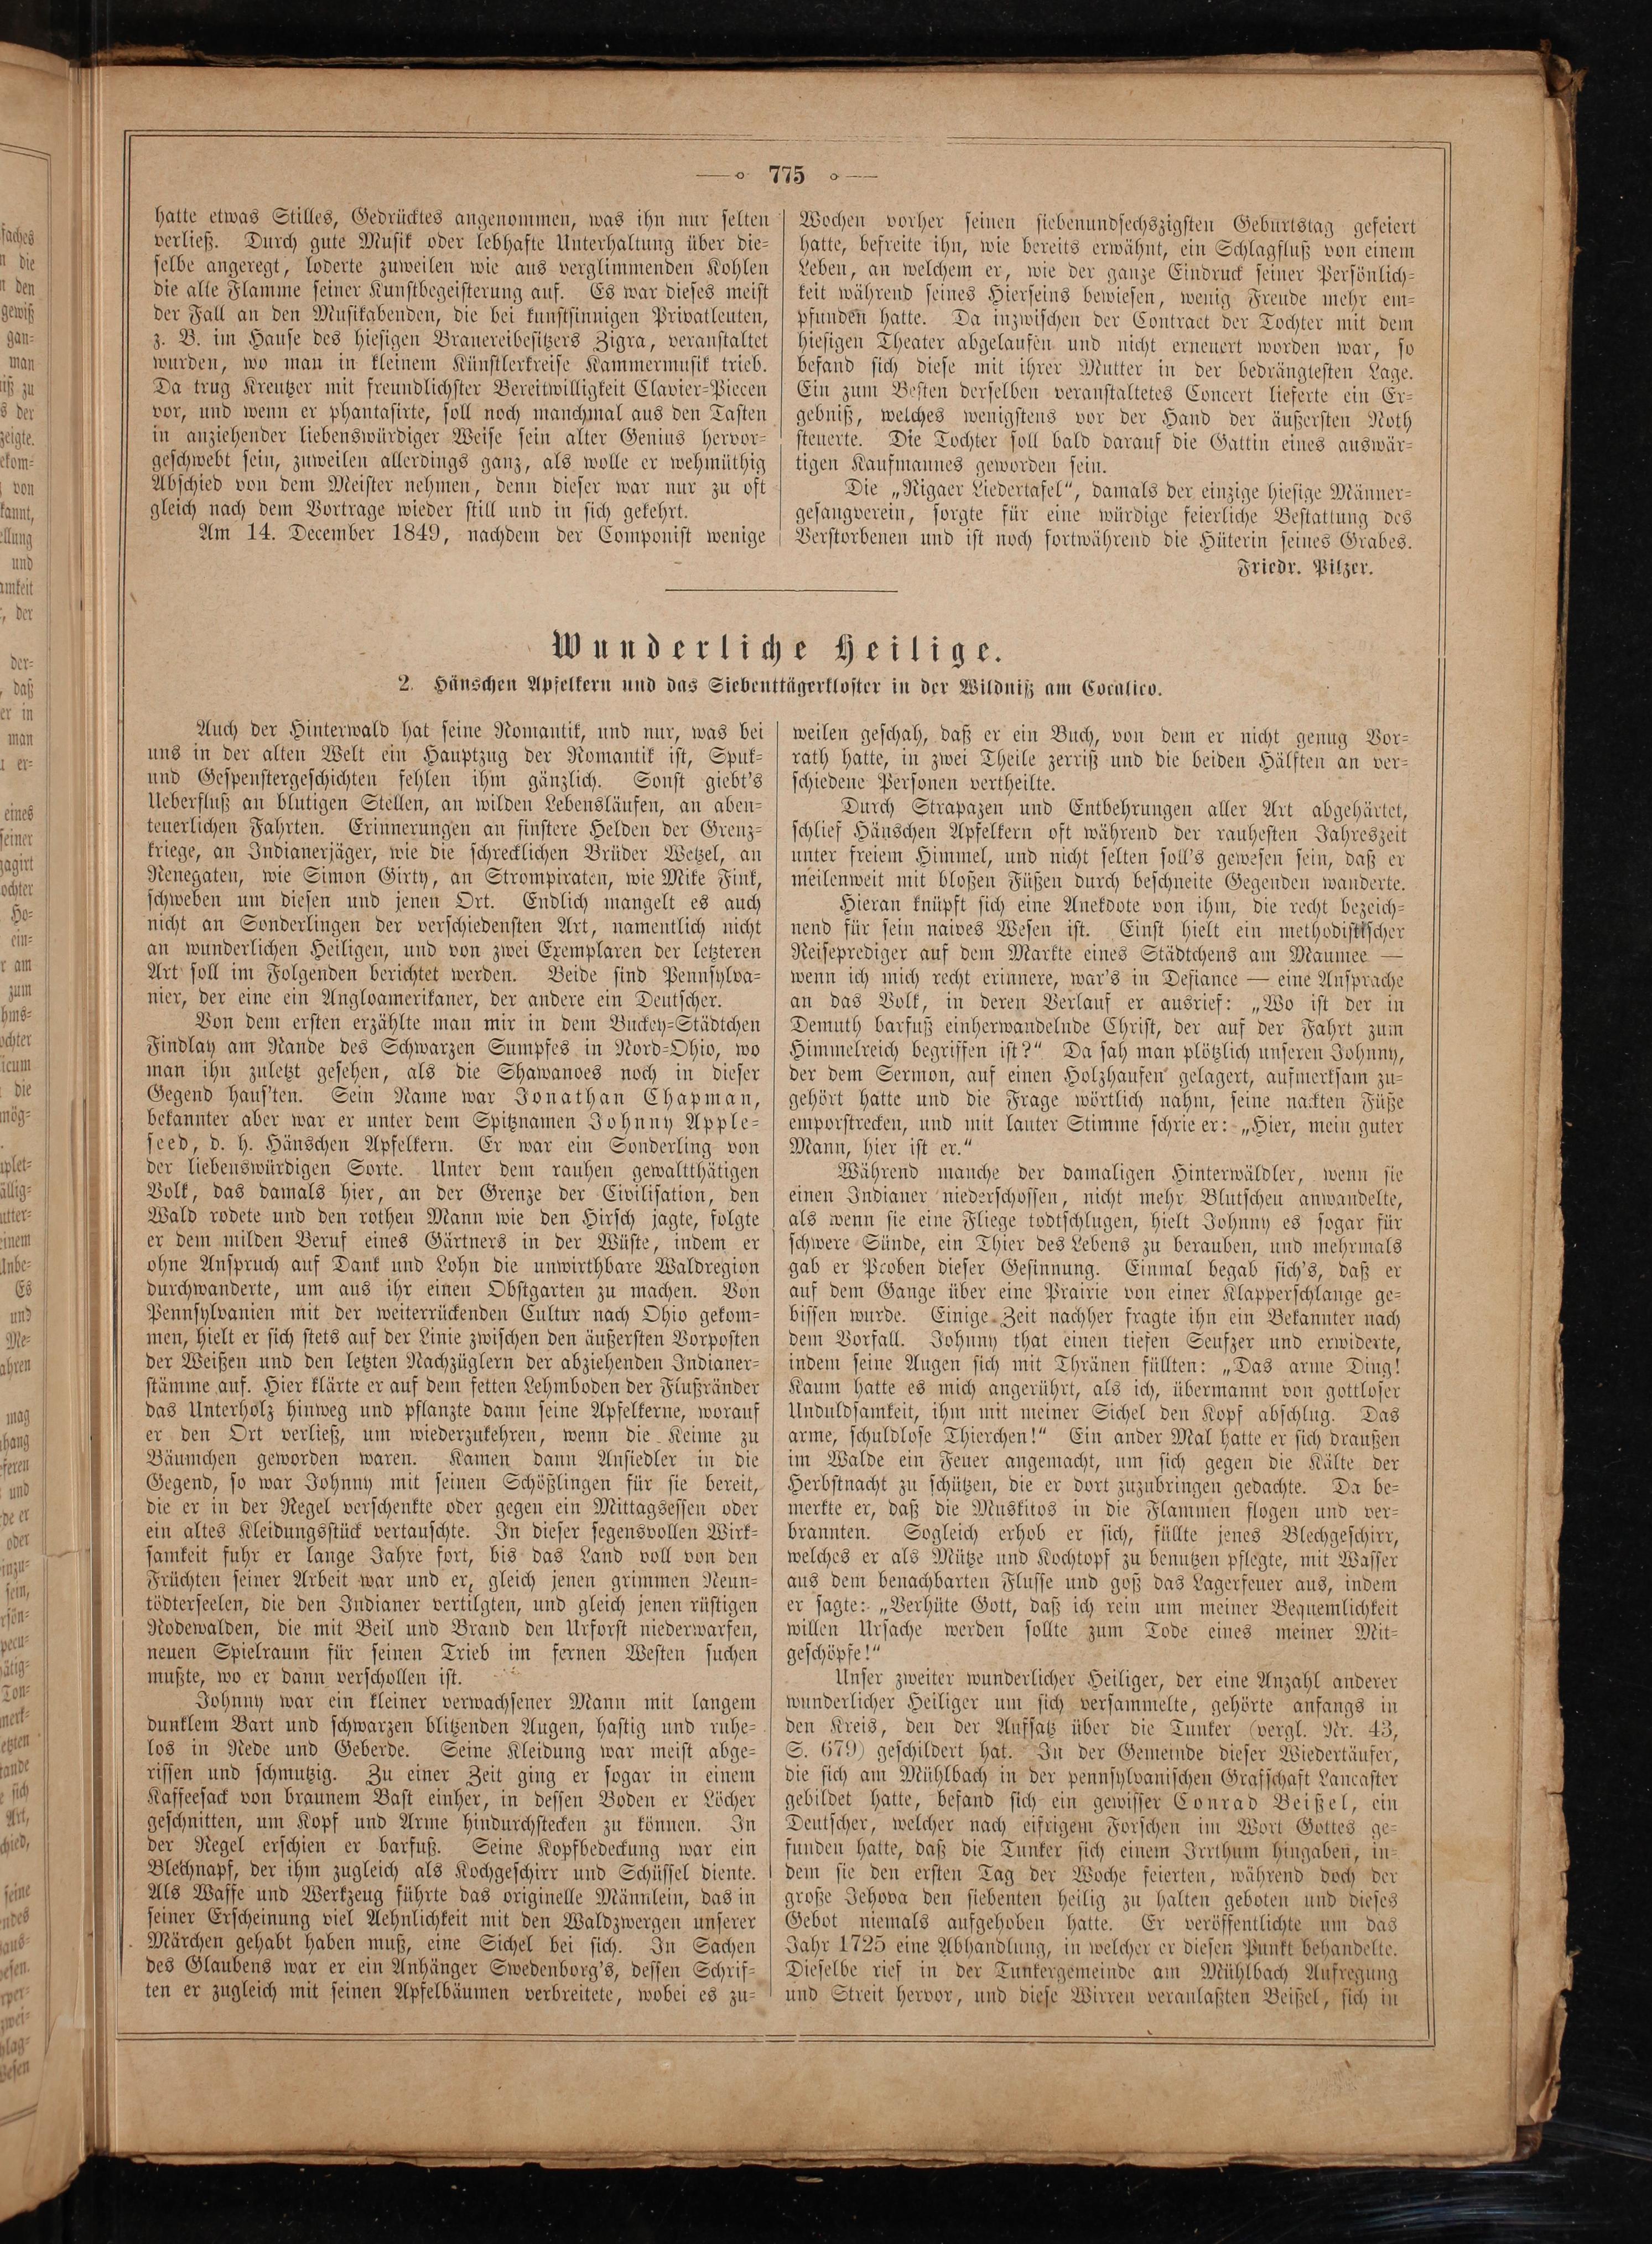 775
hatte etwas Stilles, Gedrücktes angenommen, was ihn nur selten
verließ. Durch gute Musik oder lebhafte Unterhaltung über die-
selbe angeregt, loderte zuweilen wie aus verglimmenden Kohlen
die alte Flamme seiner Kunstbegeisterung auf. Es war dieses meist
der Fall an den Musikabenden, die bei kunstsinnigen Privatleuten,
z. B. im Hause des hiesigen Brauereibesitzers Zigra, veranstaltet
wurden, wo man in kleinem Künstlerkreise Kammermusik trieb.
Da trug Kreutzer mit freundlichster Bereitwilligkeit Clavier-Piecen
vor, und wenn er phantasirte, soll noch manchmal aus den Tasten
in anziehender liebenswürdiger Weise sein alter Genius hervor-
geschwebt sein, zuweilen allerdings ganz, als wolle er wehmüthig
Abschied von dem Meister nehmen, denn dieser war nur zu oft
gleich nach dem Vortrage wieder still und in sich gekehrt.
Am 14. December 1849, nachdem der Componist wenige
Wochen vorher seinen siebenundsechszigsten Geburtstag gefeiert
hatte, befreite ihn, wie bereits erwähnt, ein Schlagfluß von einem
Leben, an welchem er, wie der ganze Eindruck seiner Persönlich-
keit während seines Hierseins bewiesen, wenig Freude mehr em-
pfunden hatte. Da inzwischen der Contract der Tochter mit dem
hiesigen Theater abgelaufen und nicht erneuert worden war, so
befand sich diese mit ihrer Mutter in der bedrängtesten Lage.
Ein zum Besten derselben veranstaltetes Concert lieferte ein Er-
gebniß, welches wenigstens vor der Hand der äußersten Noth
steuerte. Die Tochter soll bald darauf die Gattin eines auswär-
tigen Kaufmannes geworden sein.
Die „Rigaer Liedertafel“, damals der einzige hiesige Männer-
gesangverein, sorgte für eine würdige feierliche Bestattung des
Verstorbenen und ist noch fortwährend die Hüterin seines Grabes.
Friedr. Pilzer.
Wunderliche Heilige.
2. Hänschen Apfelkern und das Siebenttägerkloster in der Wildniß am Cocalico.
Auch der Hinterwald hat seine Romantik, und nur, was bei
uns in der alten Welt ein Hauptzug der Romantik ist, Spuk-
und Gespenstergeschichten fehlen ihm gänzlich. Sonst giebt's
Ueberfluß an blutigen Stellen, an wilden Lebensläufen, an aben-
teuerlichen Fahrten. Erinnerungen an finstere Helden der Grenz-
kriege, an Indianerjäger, wie die schrecklichen Brüder Wetzel, an
Renegaten, wie Simon Girty, an Strompiraten, wie Mike Fink,
schweben um diesen und jenen Ort. Endlich mangelt es auch
nicht an Sonderlingen der verschiedensten Art, namentlich nicht
an wunderlichen Heiligen, und von zwei Exemplaren der letzteren
Art soll im Folgenden berichtet werden. Beide sind Pennsylva-
nier, der eine ein Angloamerikaner, der andere ein Deutscher.
Von dem ersten erzählte man mir in dem Buckey-Städtchen
Findlay am Rande des Schwarzen Sumpfes in Nord-Ohio, wo
man ihn zuletzt gesehen, als die Shawanoes noch in dieser
Gegend haus'ten. Sein Name war Jonathan Chapman,
bekannter aber war er unter dem Spitznamen Johnny Apple-
seed, d. h. Hänschen Apfelkern. Er war ein Sonderling von
der liebenswürdigen Sorte. Unter dem rauhen gewaltthätigen
Volk, das damals hier, an der Grenze der Civilisation, den
Wald rodete und den rothen Mann wie den Hirsch jagte, folgte
er dem milden Beruf eines Gärtners in der Wüste, indem er
ohne Anspruch auf Dank und Lohn die unwirthbare Waldregion
durchwanderte, um aus ihr einen Obstgarten zu machen. Von
Pennsylvanien mit der weiterrückenden Cultur nach Ohio gekom-
men, hielt er sich stets auf der Linie zwischen den äußersten Vorposten
der Weißen und den letzten Nachzüglern der abziehenden Indianer-
stämme auf. Hier klärte er auf dem fetten Lehmboden der Flußränder
das Unterholz hinweg und pflanzte dann seine Apfelkerne, worauf
er den Ort verließ, um wiederzukehren, wenn die Keime zu
Bäumchen geworden waren. Kamen dann Ansiedler in die
Gegend, so war Johnny mit seinen Schößlingen für sie bereit,
die er in der Regel verschenkte oder gegen ein Mittagsessen oder
ein altes Kleidungsstück vertauschte. In dieser segensvollen Wirk-
samkeit fuhr er lange Jahre fort, bis das Land voll von den
Früchten seiner Arbeit war und er, gleich jenen grimmen Neun-
tödterseelen, die den Indianer vertilgten, und gleich jenen rüstigen
Rodewalden, die mit Beil und Brand den Urforst niederwarfen,
neuen Spielraum für seinen Trieb im fernen Westen suchen
mußte, wo er dann verschollen ist.
Johnny war ein kleiner verwachsener Mann mit langem
dunklem Bart und schwarzen blitzenden Augen, hastig und ruhe-
los in Rede und Geberde. Seine Kleidung war meist abge-
rissen und schmutzig. Zu einer Zeit ging er sogar in einem
Kaffeesack von braunem Bast einher, in dessen Boden er Löcher
geschnitten, um Kopf und Arme hindurchstecken zu können. In
der Regel erschien er barfuß. Seine Kopfbedeckung war ein
Blechnapf, der ihm zugleich als Kochgeschirr und Schüssel diente.
Als Waffe und Werkzeug führte das originelle Männlein, das in
seiner Erscheinung viel Aehnlichkeit mit den Waldzwergen unserer
Märchen gehabt haben muß, eine Sichel bei sich. In Sachen
des Glaubens war er ein Anhänger Swedenborg's, dessen Schrif-
ten er zugleich mit seinen Apfelbäumen verbreitete, wobei es zu-
weilen geschah, daß er ein Buch, von dem er nicht genug Vor-
rath hatte, in zwei Theile zerriß und die beiden Hälften an ver-
schiedene Personen vertheilte.
Durch Strapazen und Entbehrungen aller Art abgehärtet,
schlief Hänschen Apfelkern oft während der rauhesten Jahreszeit
unter freiem Himmel, und nicht selten soll's gewesen sein, daß er
meilenweit mit bloßen Füßen durch beschneite Gegenden wanderte.
Hieran knüpft sich eine Anekdote von ihm, die recht bezeich-
nend für sein naives Wesen ist. Einst hielt ein methodistischer
Reiseprediger auf dem Markte eines Städtchens am Maumee —
wenn ich mich recht erinnere, war's in Defiance — eine Ansprache
an das Volk, in deren Verlauf er ausrief: „Wo ist der in
Demuth barfuß einherwandelnde Christ, der auf der Fahrt zum
Himmelreich begriffen ist?“ Da sah man plötzlich unseren Johnny,
der dem Sermon, auf einen Holzhaufen gelagert, aufmerksam zu-
gehört hatte und die Frage wörtlich nahm, seine nackten Füße
emporstrecken, und mit lauter Stimme schrie er: „Hier, mein guter
Mann, hier ist er.“
Während manche der damaligen Hinterwäldler, wenn sie
einen Indianer niederschossen, nicht mehr Blutscheu anwandelte,
als wenn sie eine Fliege todtschlugen, hielt Johnny es sogar für
schwere Sünde, ein Thier des Lebens zu berauben, und mehrmals
gab er Proben dieser Gesinnung. Einmal begab sich's, daß er
auf dem Gange über eine Prairie von einer Klapperschlange ge-
bissen wurde. Einige Zeit nachher fragte ihn ein Bekannter nach
dem Vorfall. Johnny that einen tiefen Seufzer und erwiderte,
indem seine Augen sich mit Thränen füllten: „Das arme Ding!
Kaum hatte es mich angerührt, als ich, übermannt von gottloser
Unduldsamkeit, ihm mit meiner Sichel den Kopf abschlug. Das
arme, schuldlose Thierchen!“ Ein ander Mal hatte er sich draußen
im Walde ein Feuer angemacht, um sich gegen die Kälte der
Herbstnacht zu schützen, die er dort zuzubringen gedachte. Da be-
merkte er, daß die Muskitos in die Flammen flogen und ver-
brannten. Sogleich erhob er sich, füllte jenes Blechgeschirr,
welches er als Mütze und Kochtopf zu benutzen pflegte, mit Wasser
aus dem benachbarten Flusse und goß das Lagerfeuer aus, indem
er sagte: „Verhüte Gott, daß ich rein um meiner Bequemlichkeit
willen Ursache werden sollte zum Tode eines meiner Mit-
geschöpfe!“
Unser zweiter wunderlicher Heiliger, der eine Anzahl anderer
wunderlicher Heiliger um sich versammelte, gehörte anfangs in
den Kreis, den der Aufsatz über die Tunker (vergl. Nr. 43,
S. 679) geschildert hat. In der Gemeinde dieser Wiedertäufer,
die sich am Mühlbach in der pennsylvanischen Grafschaft Lancaster
gebildet hatte, befand sich ein gewisser Conrad Beißel, ein
Deutscher, welcher nach eifrigem Forschen im Wort Gottes ge-
funden hatte, daß die Tunker sich einem Irrthum hingaben, in-
dem sie den ersten Tag der Woche feierten, während doch der
große Jehova den siebenten heilig zu halten geboten und dieses
Gebot niemals aufgehoben hatte. Er veröffentlichte um das
Jahr 1725 eine Abhandlung, in welcher er diesen Punkt behandelte.
Dieselbe rief in der Tunkergemeinde am Mühlbach Aufregung
und Streit hervor, und diese Wirren veranlaßten Beißel, sich in